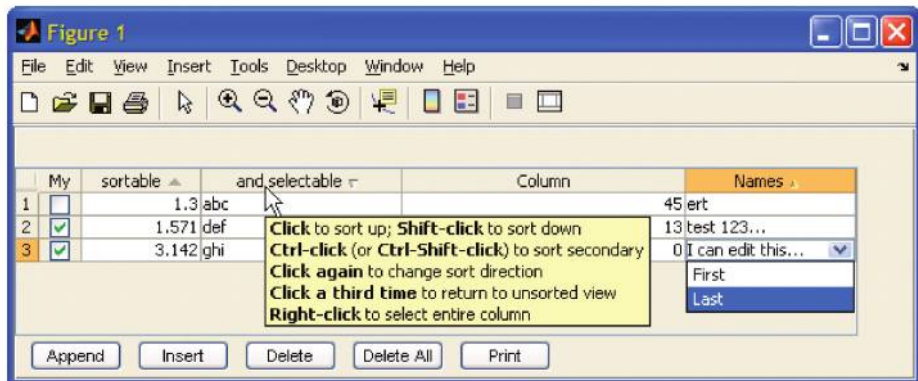 Figure 1
File Edit View Insert Tools Desktop Window Help
My sortable and selectable Column Names
1 1.3 abc 45 ert
2 1.571 def 13 test 123...
3 3.142 ghi 0 I can edit this...
Click to sort up; Shift-click to sort down
Ctrl-click (or Ctrl-Shift-click) to sort secondary
Click again to change sort direction
Click a third time to return to unsorted view
Right-click to select entire column
First
Last
Append Insert Delete Delete All Print